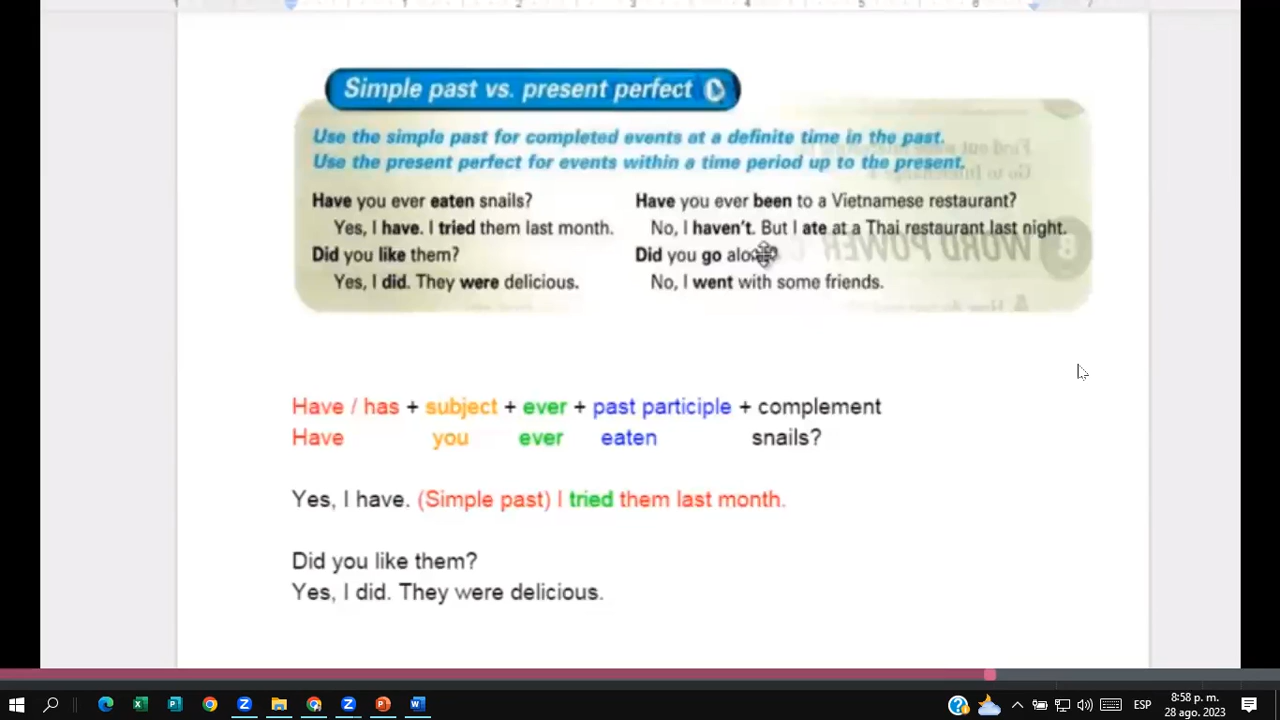 Simple past vs. present perfect
Use the simple past for completed events at a definite time in the past.
Use the present perfect for events within a time period up to the present.
Have you ever eaten snails?
Yes, I have. I tried them last month.
Did you like them?
Yes, I did. They were delicious.
Have you ever been to a Vietnamese restaurant?
No, I haven't. But I ate at a Thai restaurant last night.
Did you go
No, I went with some friends.
Have / has + subject + ever + past participle + complement
Have you ever eaten snails?
Yes, I have. (Simple past) I tried them last month.
Did you like them?
Yes, I did. They were delicious.
ESP
8:58 p. m.
28 ago. 2023